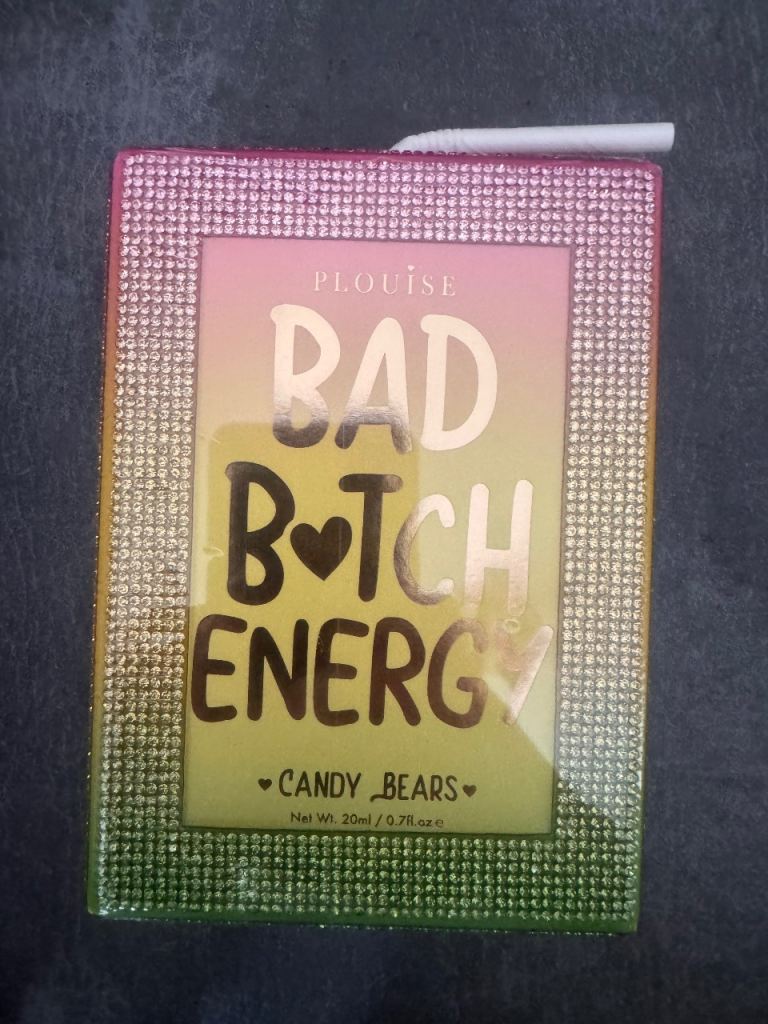 PLOUISE
BAD
B♥TCH
ENERGY
♥CANDY BEARS♥
Net Wt. 20ml / 0.7fl.oz ℮